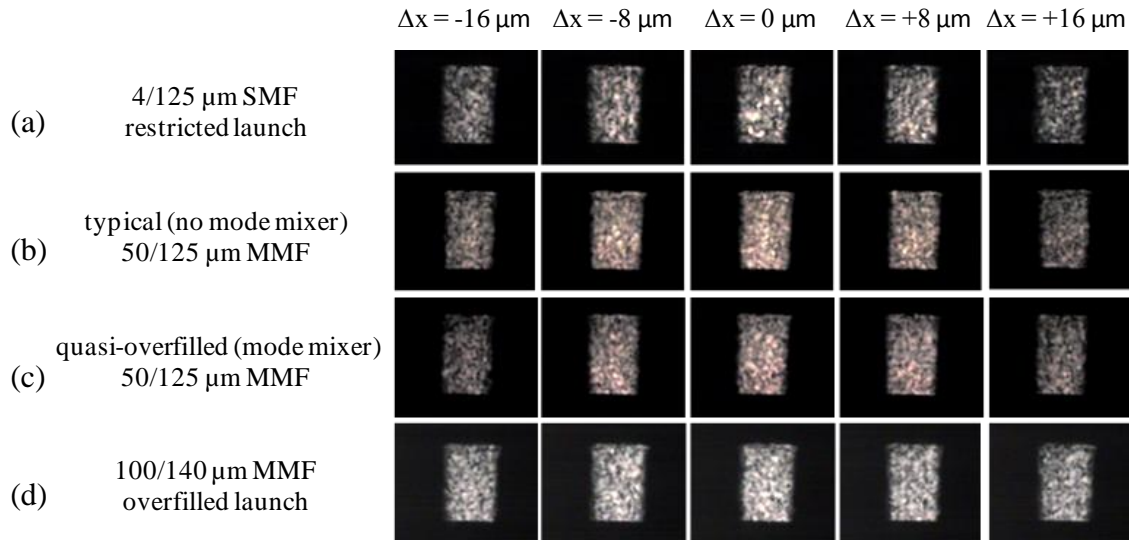 Δx = -16 μm Δx = -8 μm Δx = 0 μm Δx = +8 μm Δx = +16 μm
(a) 4/125 μm SMF
restricted launch
(b) typical (no mode mixer)
50/125 μm MMF
(c) quasi-overfilled (mode mixer)
50/125 μm MMF
(d) 100/140 μm MMF
overfilled launch